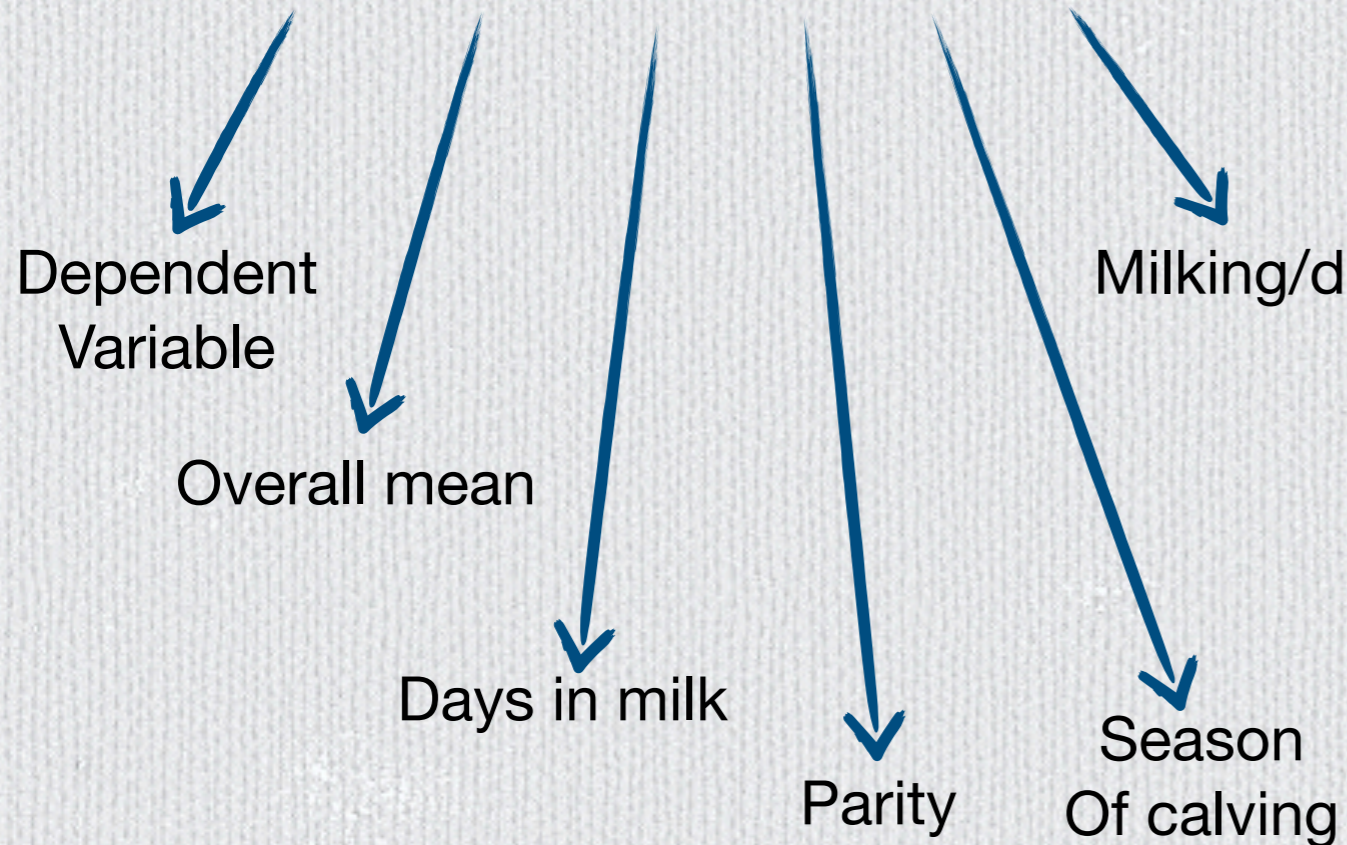 Dependent
Variable
Milking/d
Overall mean
Days in milk
Parity
Season
Of calving